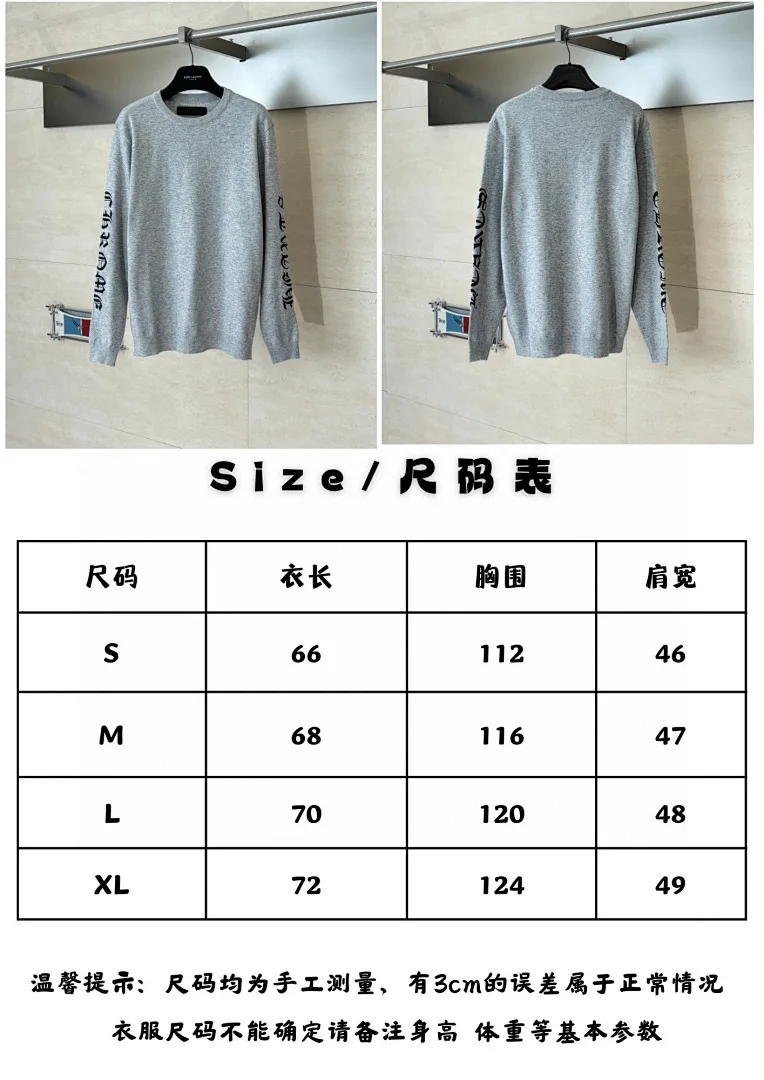 Size/尺码表
尺码 衣长 胸围 肩宽
S 66 112 46
M 68 116 47
L 70 120 48
XL 72 124 49
温馨提示：尺码均为手工测量，有3cm的误差属于正常情况
衣服尺码不能确定请备注身高 体重等基本参数